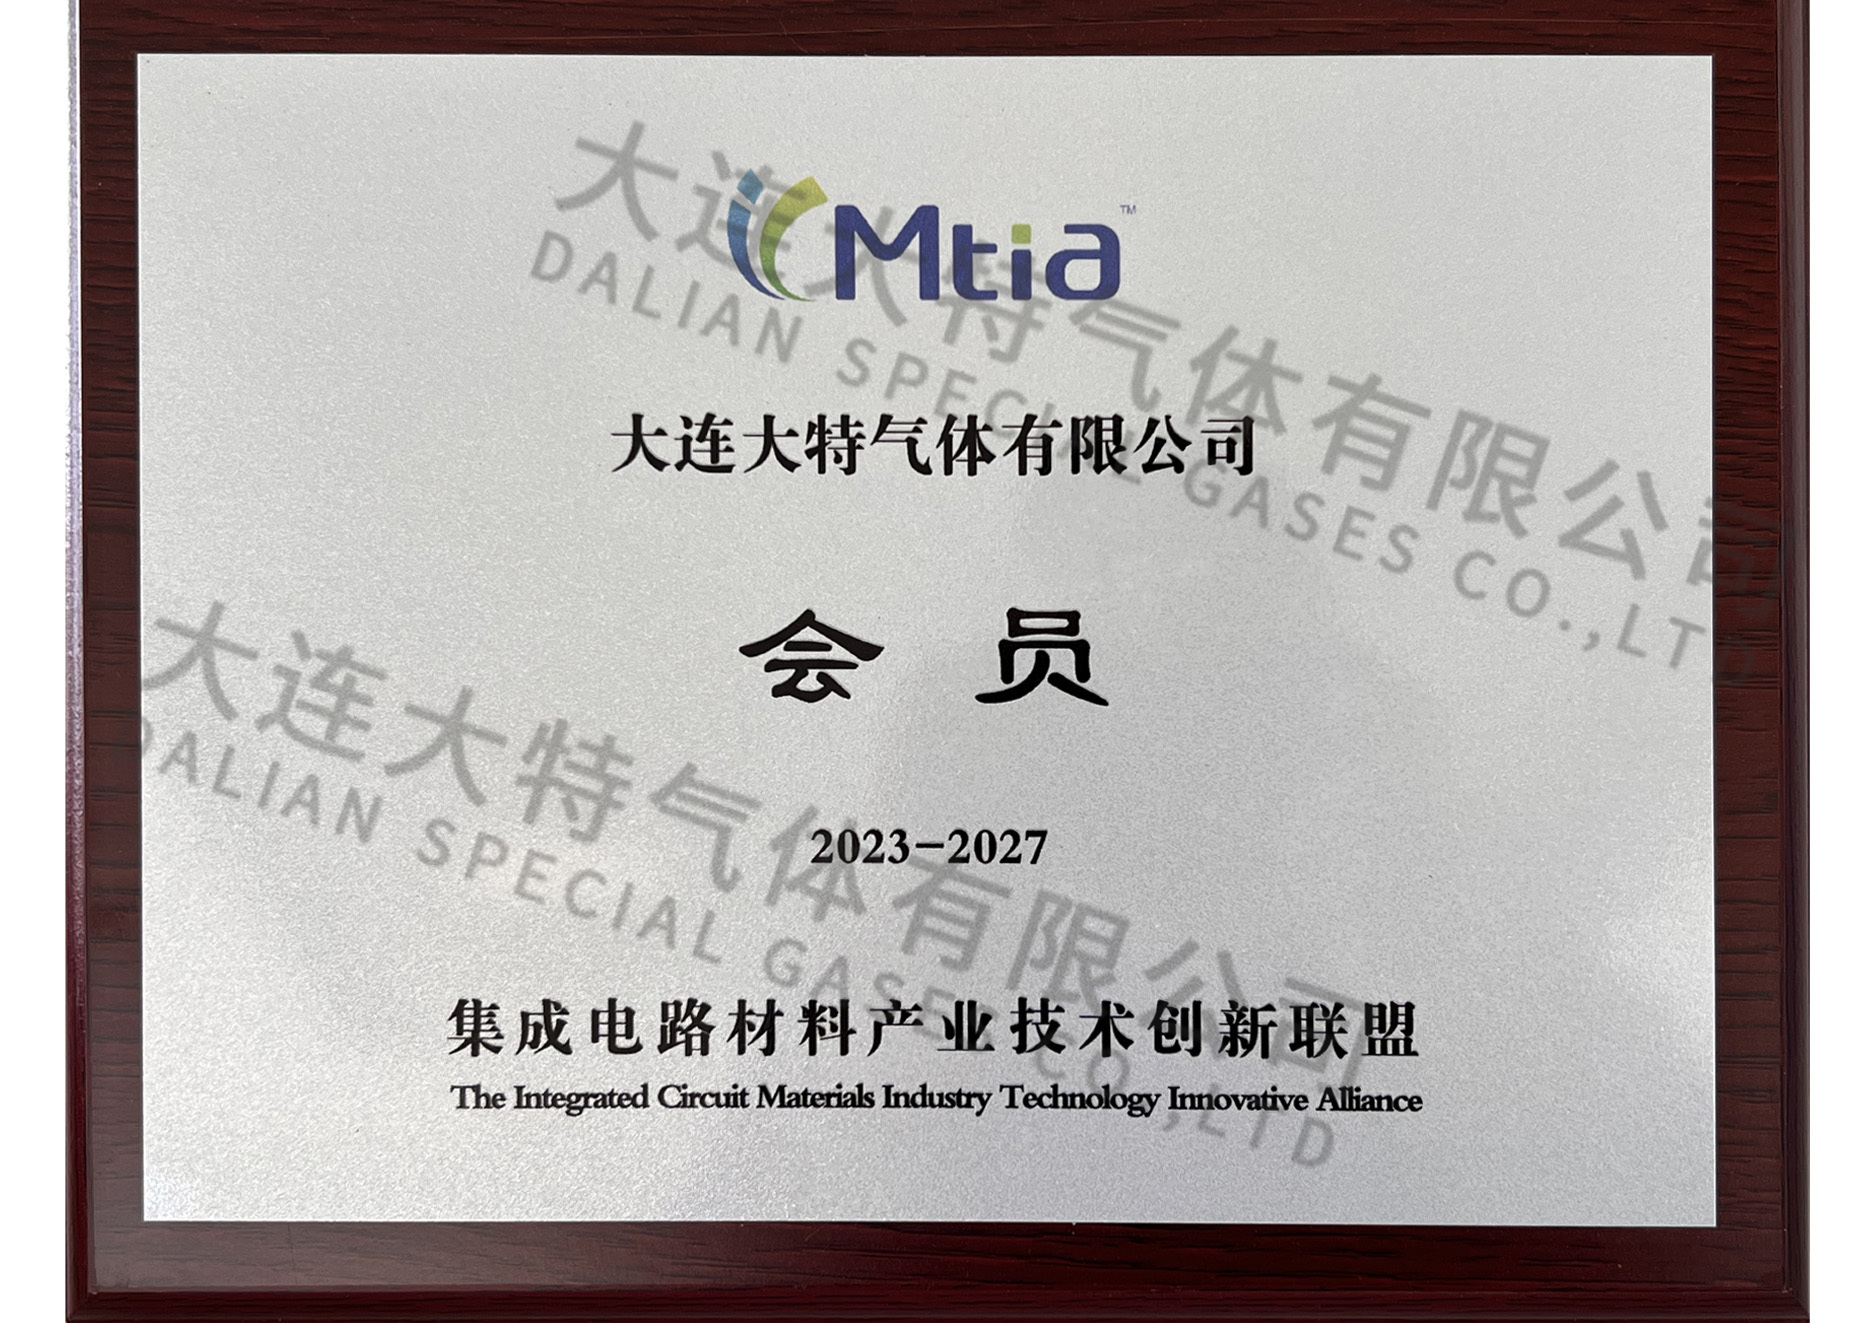 ICMtia™
大连大特气体有限公司
会员
2023-2027
集成电路材料产业技术创新联盟
The Integrated Circuit Materials Industry Technology Innovative Alliance
大连大特气体有限公司
DALIAN SPECIAL GASES CO.,LTD
大连大特气体有限公司
DALIAN SPECIAL GASES CO.,LTD